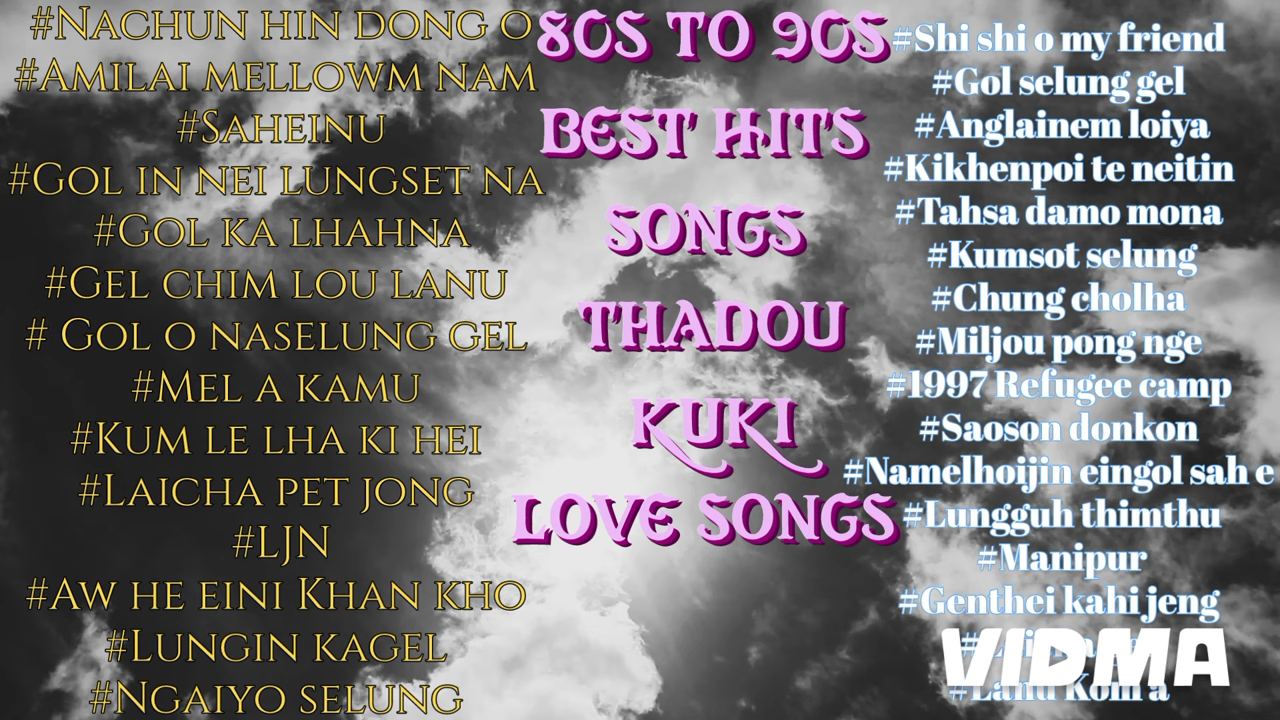 #Nachun hin dong o
#Amilai mellowm nam
#Saheinu
#Gol in nei lungset na
#Gol ka lhahna
#Gel chim lou lanu
# Gol o naselung gel
#Mel a kamu
#Kum le lha ki hei
#Laicha pet jong
#LJN
#Aw he eini Khan kho
#Lungin kagel
#Ngaiyo selung
80s to 90s
Best Hits
Songs
Thadou
Kuki
Love Songs
#Shi shi o my friend
#Gol selung gel
#Anglainem loiya
#Kikhenpoi te neitin
#Tahsa damo mona
#Kumsot selung
#Chung cholha
#Miljou pong nge
#1997 Refugee camp
#Saoson donkon
#Namelhoijin eingol sah e
#Lungguh thimthu
#Manipur
#Genthei kahi jeng
#Lanu
VIDMA